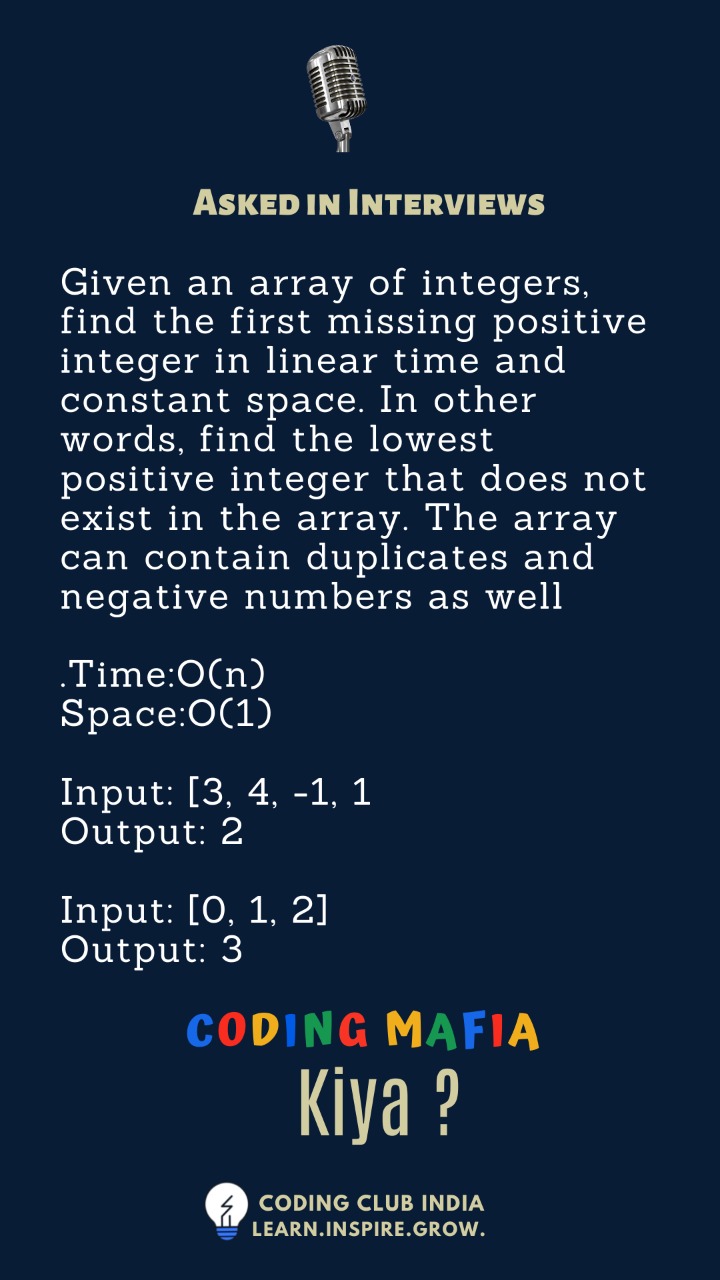 ASKED IN INTERVIEWS
Given an array of integers,
find the first missing positive
integer in linear time and
constant space. In other
words, find the lowest
positive integer that does not
exist in the array. The array
can contain duplicates and
negative numbers as well
.Time:O(n)
Space:O(1)
Input: [3, 4, -1, 1
Output: 2
Input: [0, 1, 2]
Output: 3
CODING MAFIA
Kiya ?
CODING CLUB INDIA
LEARN.INSPIRE.GROW.